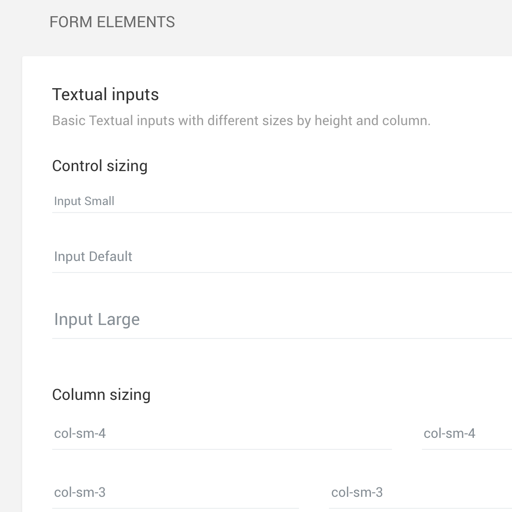 FORM ELEMENTS
Textual inputs
Basic Textual inputs with different sizes by height and column.
Control sizing
Input Small
Input Default
Input Large
Column sizing
col-sm-4 col-sm-4
col-sm-3 col-sm-3